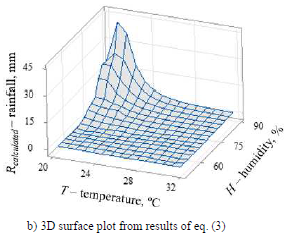 R calculated – rainfall, mm
45
30
15
0
20
24
28
32
T – temperature, ºC
60
75
90
H – humidity, %
b) 3D surface plot from results of eq. (3)